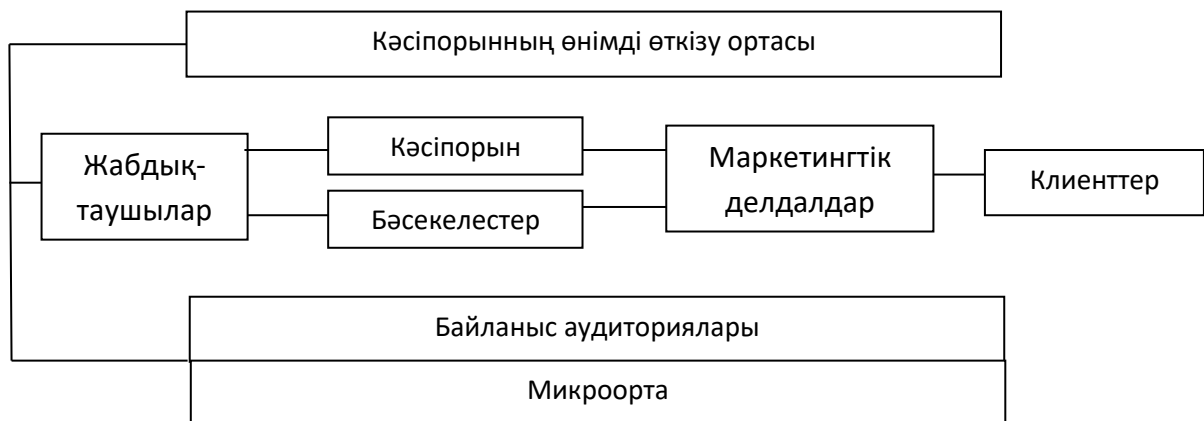 Кәсіпорынның өнімді өткізу ортасы
Жабдық-
таушылар
Кәсіпорын
Бәсекелестер
Маркетингтік
делдалдар
Клиенттер
Байланыс аудиториялары
Микроорта